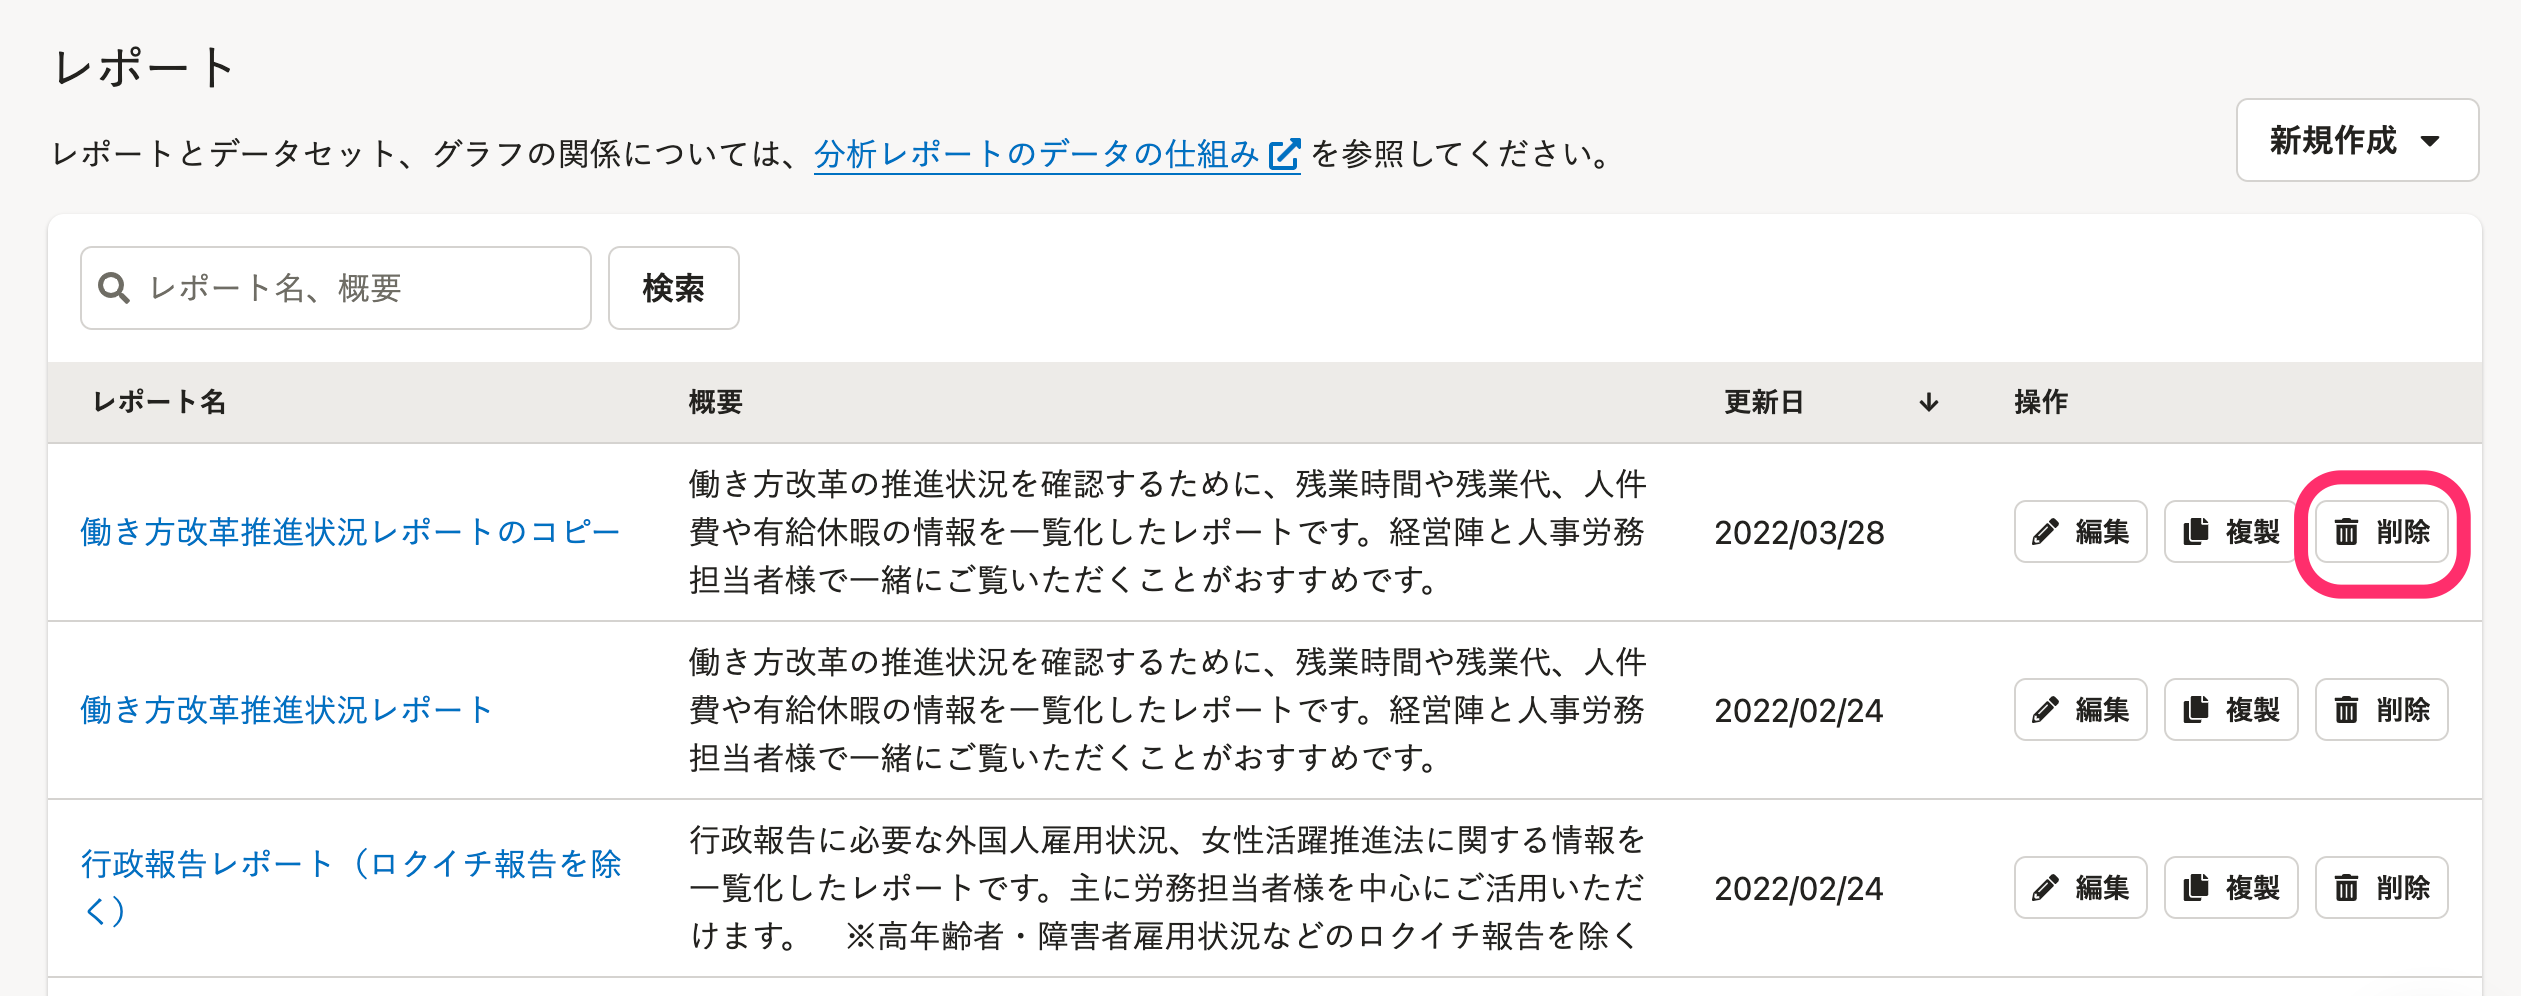 レポート
レポートとデータセット、グラフの関係については、分析レポートのデータの仕組み を参照してください。
新規作成
レポート名、概要
検索
レポート名 概要 更新日 操作
働き方改革推進状況レポートのコピー
働き方改革の推進状況を確認するために、残業時間や残業代、人件
費や有給休暇の情報を一覧化したレポートです。経営陣と人事労務
担当者様で一緒にご覧いただくことがおすすめです。
2022/03/28
編集 複製 削除
働き方改革推進状況レポート
働き方改革の推進状況を確認するために、残業時間や残業代、人件
費や有給休暇の情報を一覧化したレポートです。経営陣と人事労務
担当者様で一緒にご覧いただくことがおすすめです。
2022/02/24
編集 複製 削除
行政報告レポート（ロクイチ報告を除
く）
行政報告に必要な外国人雇用状況、女性活躍推進法に関する情報を
一覧化したレポートです。主に労務担当者様を中心にご活用いただ
けます。　※高年齢者・障害者雇用状況などのロクイチ報告を除く
2022/02/24
編集 複製 削除